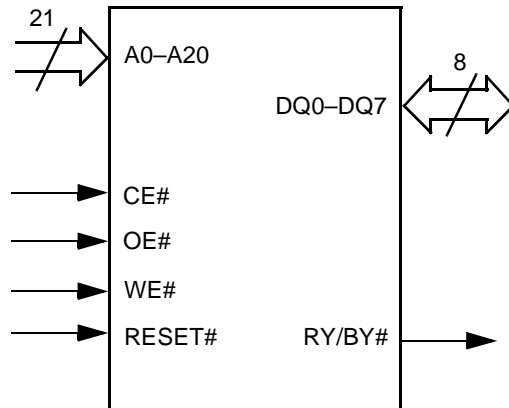 21
A0–A20
8
DQ0–DQ7
CE#
OE#
WE#
RESET#
RY/BY#